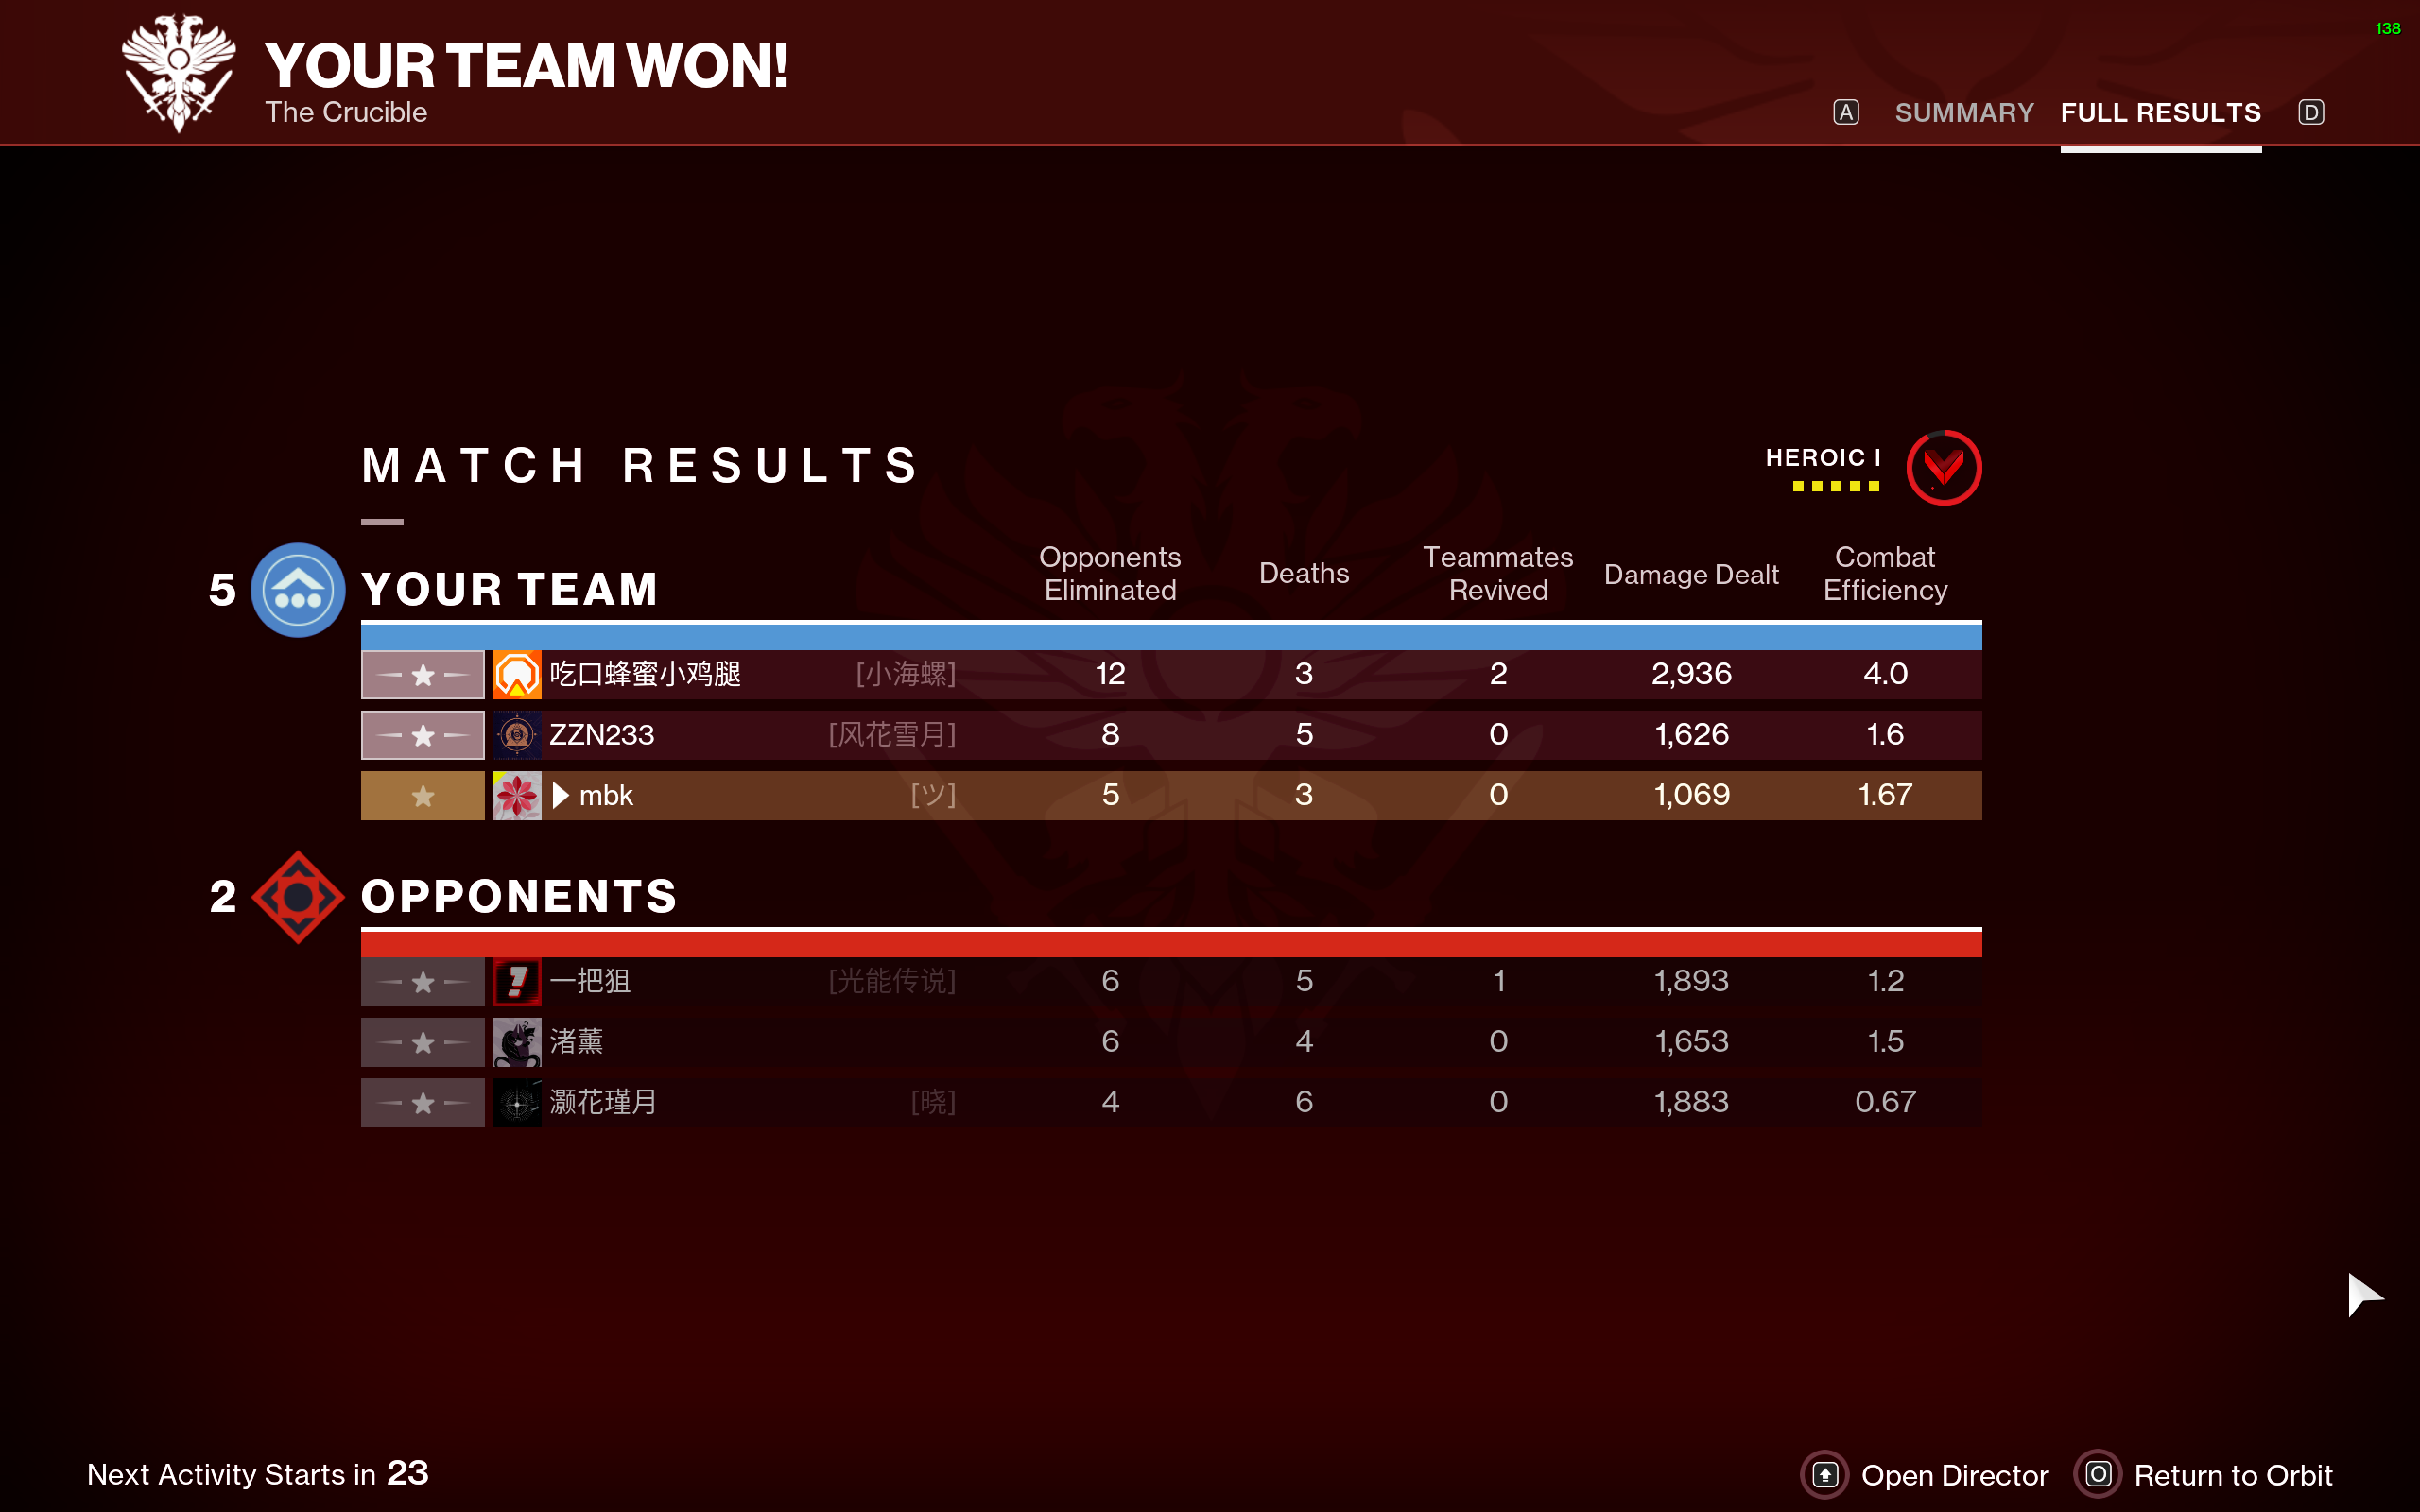 138
YOUR TEAM WON!
The Crucible
A SUMMARY FULL RESULTS D
MATCH RESULTS
HEROIC I
5 YOUR TEAM
Opponents Eliminated Deaths Teammates Revived Damage Dealt Combat Efficiency
吃口蜂蜜小鸡腿 [小海螺] 12 3 2 2,936 4.0
ZZN233 [风花雪月] 8 5 0 1,626 1.6
mbk [ツ] 5 3 0 1,069 1.67
2 OPPONENTS
一把狙 [光能传说] 6 5 1 1,893 1.2
渚薰 6 4 0 1,653 1.5
灏花瑾月 [晓] 4 6 0 1,883 0.67
Next Activity Starts in 23
Open Director O Return to Orbit